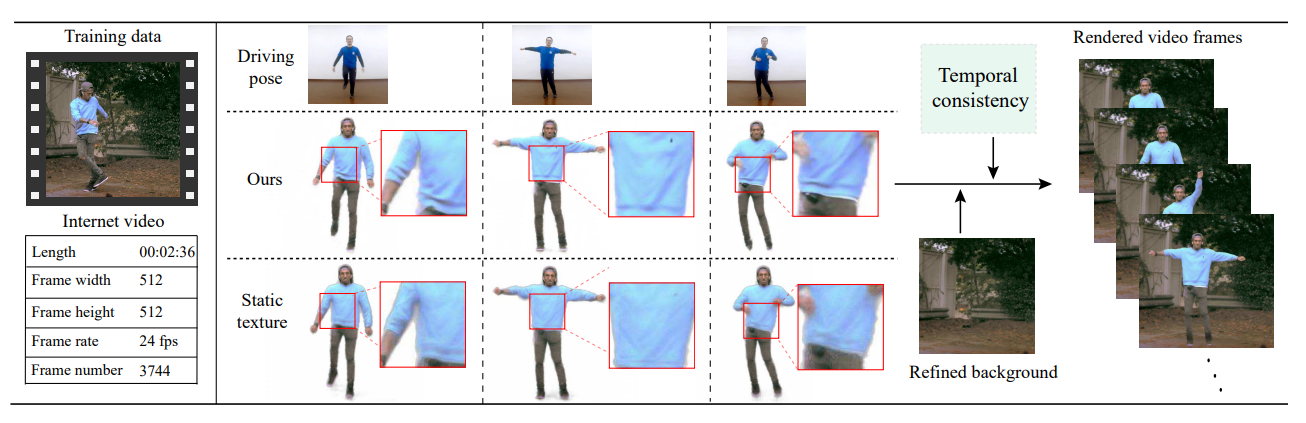 Training data
Internet video
Length 00:02:36
Frame width 512
Frame height 512
Frame rate 24 fps
Frame number 3744
Driving
pose
Ours
Static
texture
Temporal
consistency
Refined background
Rendered video frames